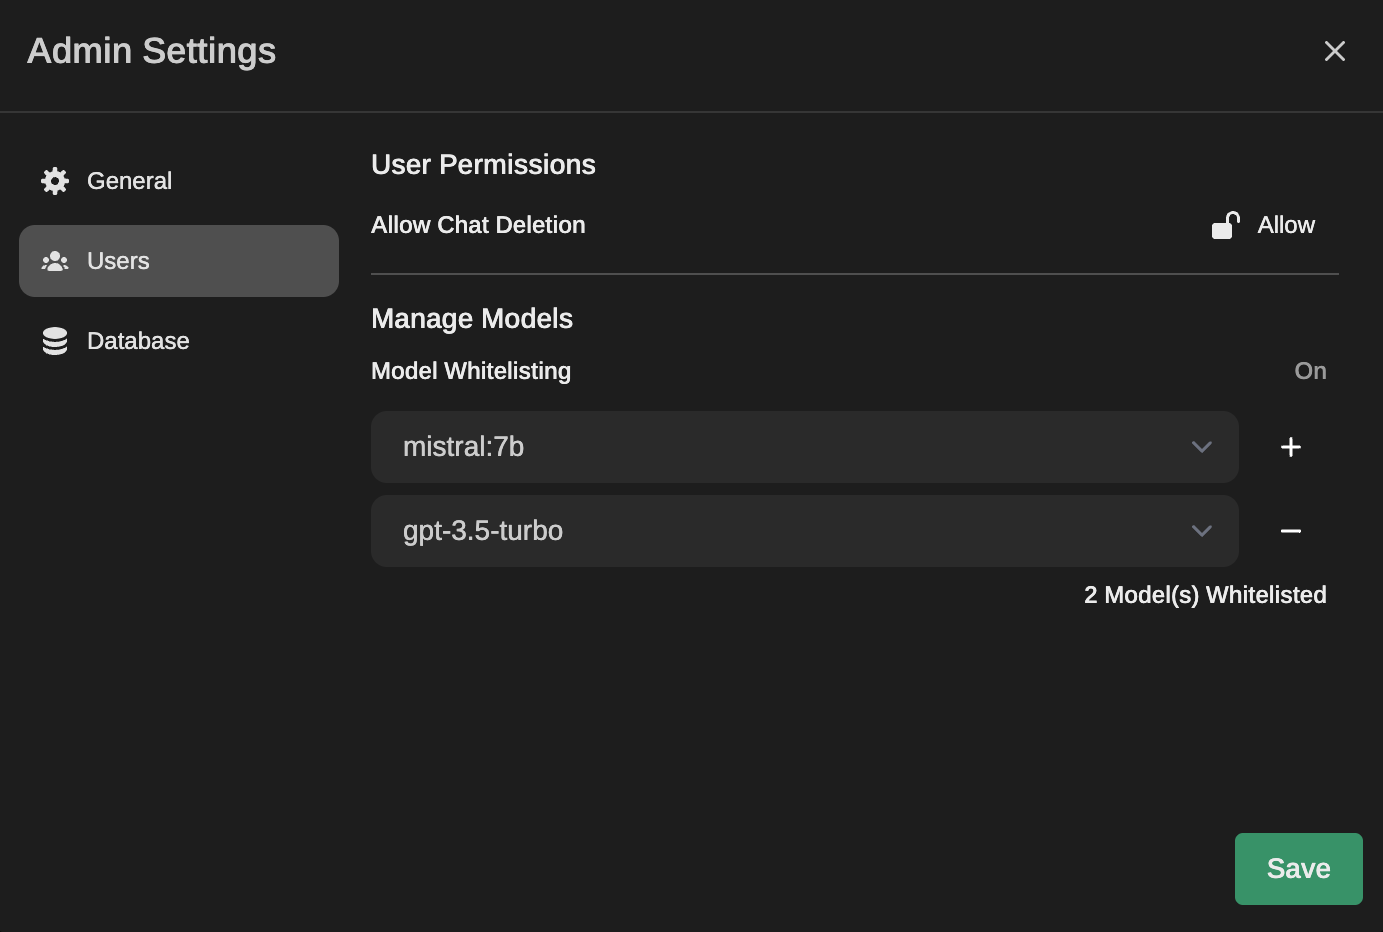 Admin Settings
General
Users
Database
User Permissions
Allow Chat Deletion
Allow
Manage Models
Model Whitelisting
On
mistral:7b
gpt-3.5-turbo
2 Model(s) Whitelisted
Save